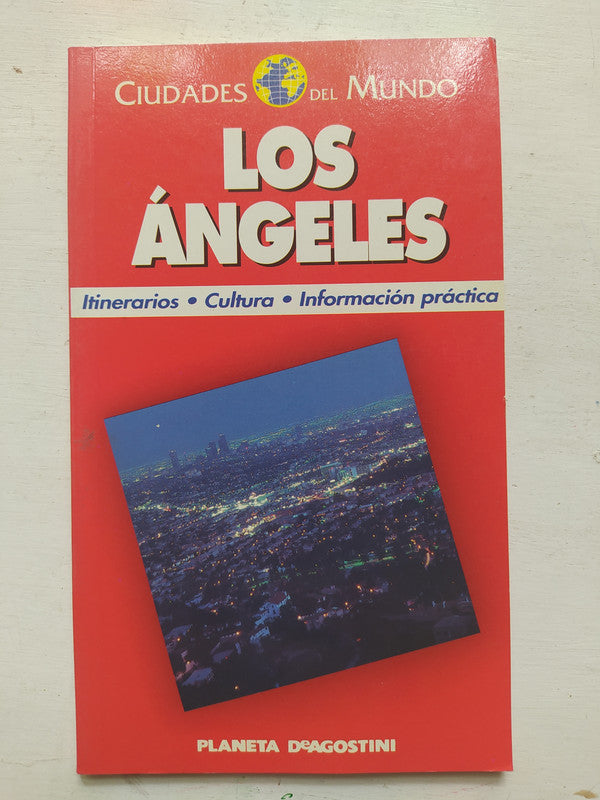 CIUDADES DEL MUNDO
LOS
ÁNGELES
Itinerarios • Cultura • Información práctica
PLANETA DeAGOSTINI